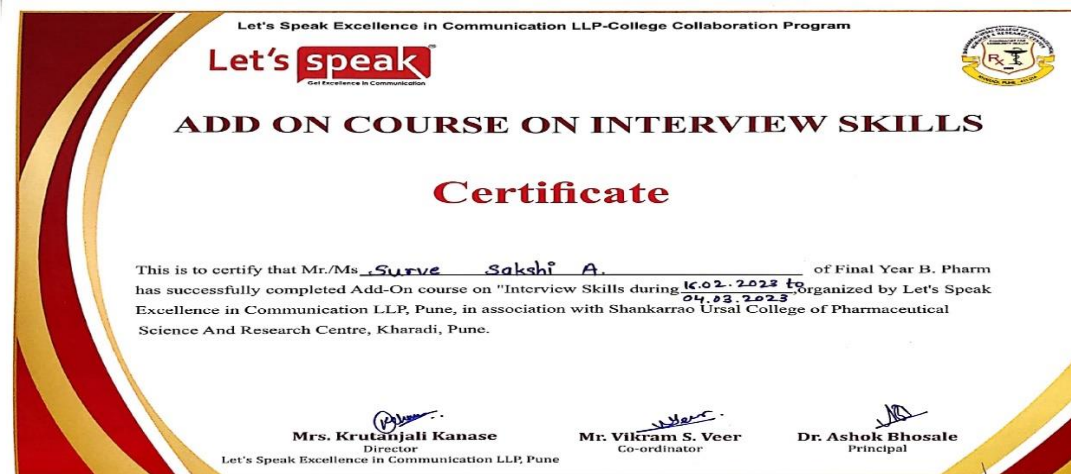 Let's Speak Excellence in Communication LLP-College Collaboration Program
Let's speak
Get Excellence in Communication
Rx
ADD ON COURSE ON INTERVIEW SKILLS
Certificate
This is to certify that Mr./Ms Surve Sakshi A. of Final Year B. Pharm
has successfully completed Add-On course on "Interview Skills during 16.02.2023 to 04.03.2023, organized by Let's Speak
Excellence in Communication LLP, Pune, in association with Shankarrao Ursal College of Pharmaceutical
Science And Research Centre, Kharadi, Pune.
Mrs. Krutanjali Kanase
Director
Let's Speak Excellence in Communication LLP, Pune
Mr. Vikram S. Veer
Co-ordinator
Dr. Ashok Bhosale
Principal